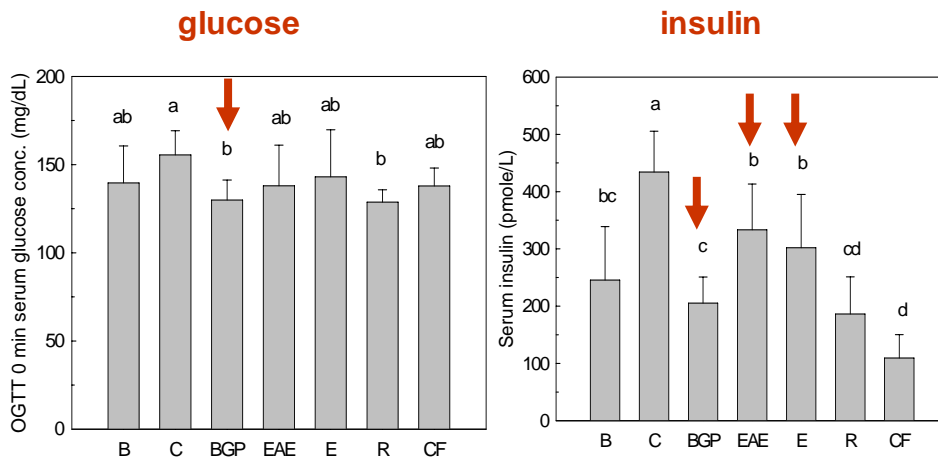 glucose
OGTT 0 min serum glucose conc. (mg/dL)
200
150
100
50
0
ab
a
b
ab
ab
b
ab
B C BGP EAE E R CF
insulin
Serum insulin (pmole/L)
600
500
400
300
200
100
0
bc
a
c
b
b
cd
d
B C BGP EAE E R CF